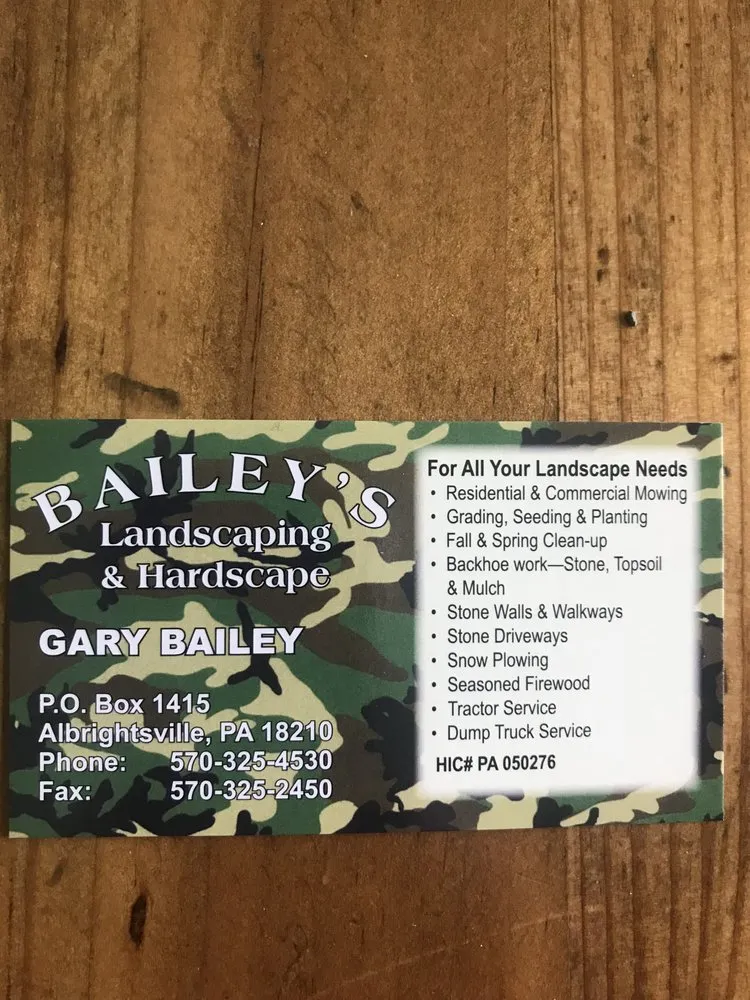 BAILEY'S
Landscaping
& Hardscape
GARY BAILEY
P.O. Box 1415
Albrightsville, PA 18210
Phone: 570-325-4530
Fax: 570-325-2450
For All Your Landscape Needs
• Residential & Commercial Mowing
• Grading, Seeding & Planting
• Fall & Spring Clean-up
• Backhoe work—Stone, Topsoil
& Mulch
• Stone Walls & Walkways
• Stone Driveways
• Snow Plowing
• Seasoned Firewood
• Tractor Service
• Dump Truck Service
HIC# PA 050276